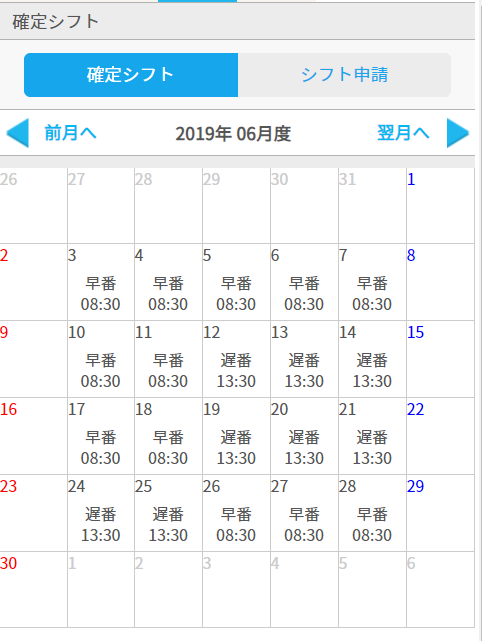 確定シフト
確定シフト シフト申請
前月へ 2019年 06月度 翌月へ
26 27 28 29 30 31 1
2 3 4 5 6 7 8
早番 早番 早番 早番 早番
08:30 08:30 08:30 08:30 08:30
9 10 11 12 13 14 15
早番 早番 遅番 遅番 遅番
08:30 08:30 13:30 13:30 13:30
16 17 18 19 20 21 22
早番 早番 遅番 遅番 遅番
08:30 08:30 13:30 13:30 13:30
23 24 25 26 27 28 29
遅番 遅番 早番 早番 早番
13:30 13:30 08:30 08:30 08:30
30 1 2 3 4 5 6